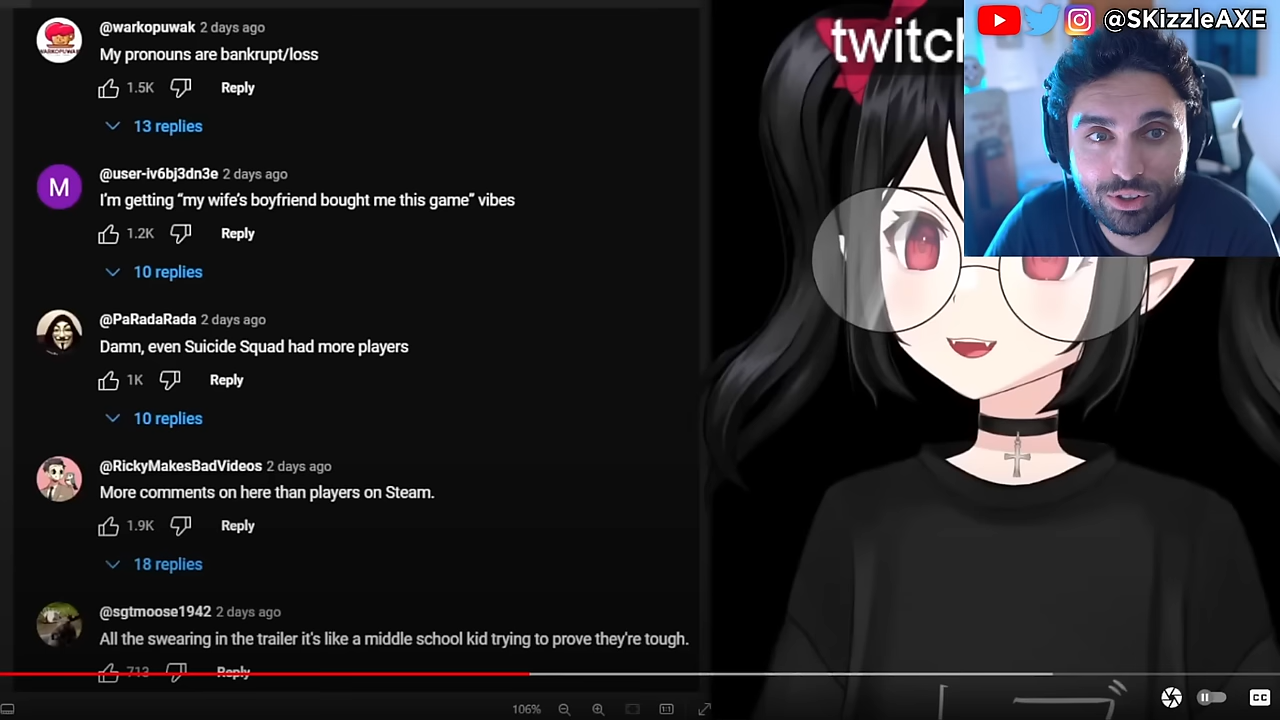 @warkopuwak 2 days ago
My pronouns are bankrupt/loss
1.5K Reply
13 replies
M
@user-iv6bj3dn3e 2 days ago
I'm getting “my wife's boyfriend bought me this game” vibes
1.2K Reply
10 replies
@PaRadaRada 2 days ago
Damn, even Suicide Squad had more players
1K Reply
10 replies
@RickyMakesBadVideos 2 days ago
More comments on here than players on Steam.
1.9K Reply
18 replies
@sgtmoose1942 2 days ago
All the swearing in the trailer it's like a middle school kid trying to prove they're tough.
713 Reply
twitch
@SKizzleAXE
106%
1:1
CC